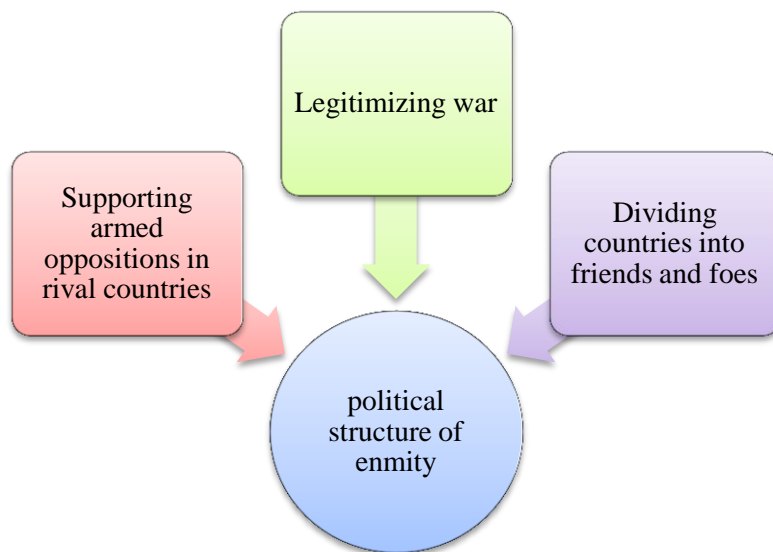 Legitimizing war
Supporting
armed
oppositions in
rival countries
Dividing
countries into
friends and foes
political
structure of
enmity